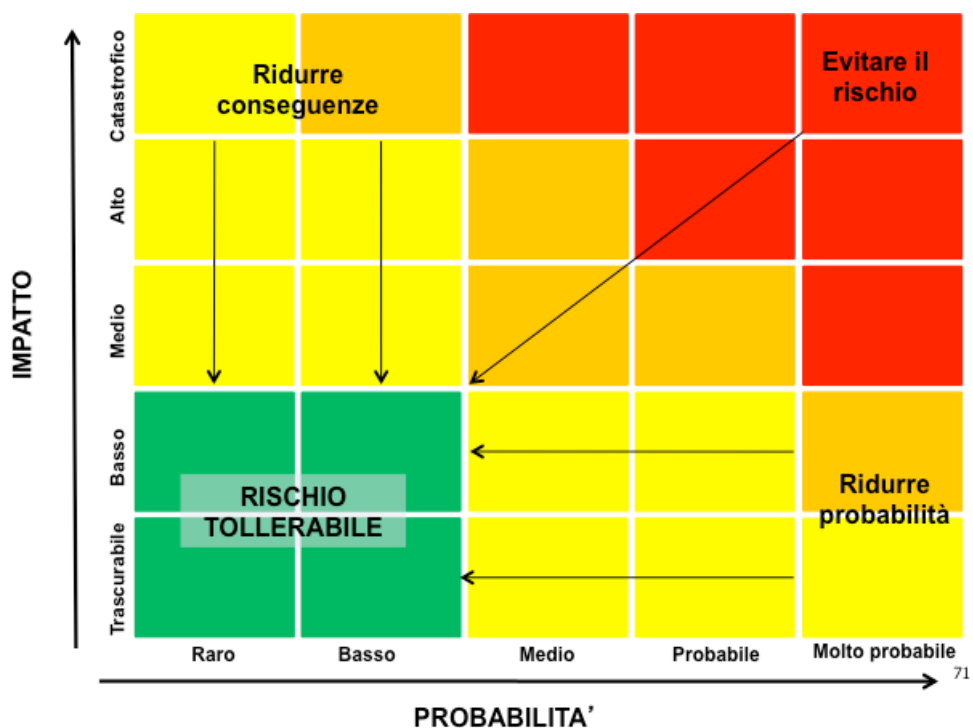 Ridurre
conseguenze
Evitare il
rischio
RISCHIO
TOLLERABILE
Ridurre
probabilità
IMPATTO
Catastrofico
Alto
Medio
Basso
Trascurabile
Raro
Basso
Medio
Probabile
Molto probabile
71
PROBABILITA’